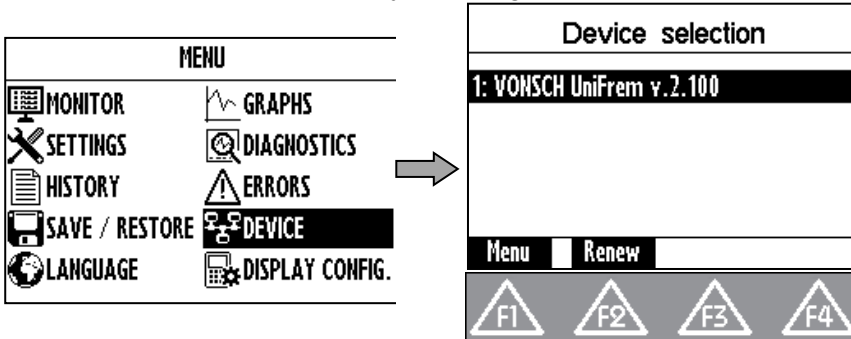 MENU
MONITOR
GRAPHS
SETTINGS
DIAGNOSTICS
HISTORY
ERRORS
SAVE / RESTORE
DEVICE
LANGUAGE
DISPLAY CONFIG.
Device selection
1: VONSCH UniFrem v.2.100
Menu
Renew
F1
F2
F3
F4